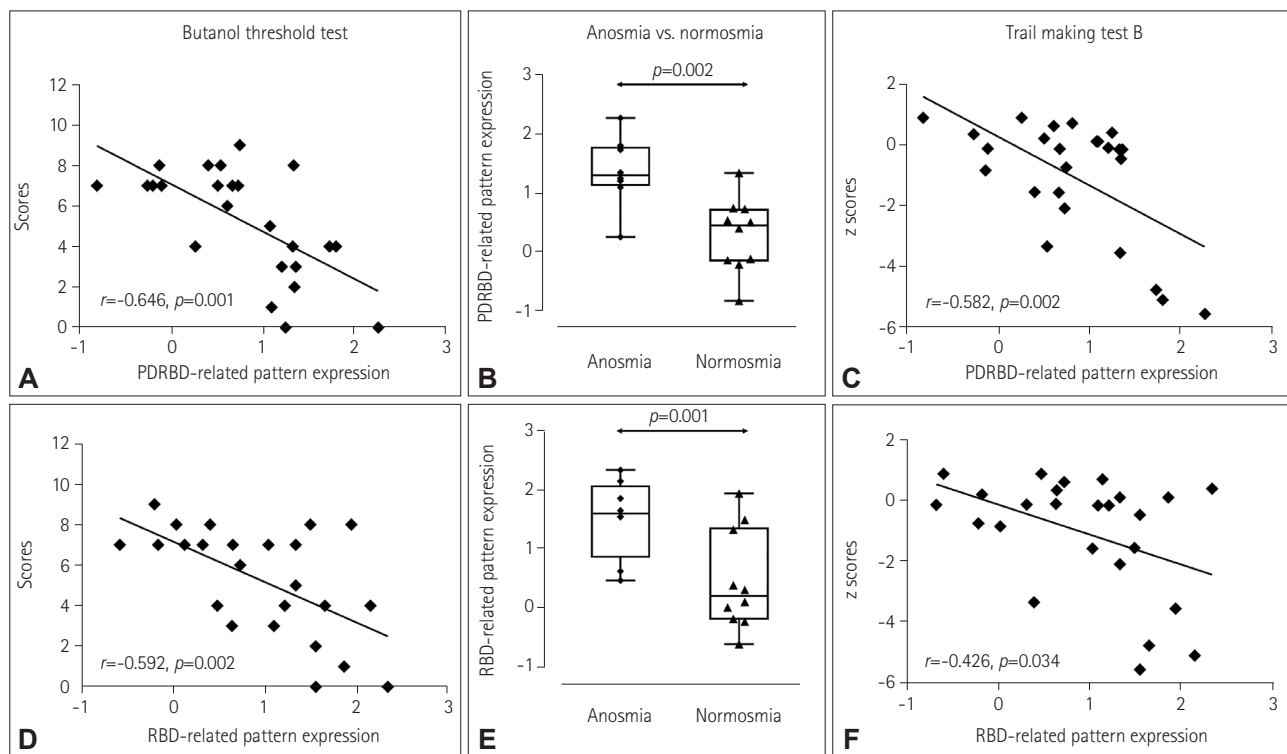 Butanol threshold test
12
10
8
6
4
2
0
Scores
r=-0.646, p=0.001
-1 0 1 2 3
A
PDRBD-related pattern expression
Anosmia vs. normosmia
p=0.002
3
2
1
0
-1
PDRBD-related pattern expression
Anosmia Normosmia
B
Trail making test B
2
0
-2
-4
-6
z scores
r=-0.582, p=0.002
-1 0 1 2 3
C
PDRBD-related pattern expression
12
10
8
6
4
2
0
Scores
r=-0.592, p=0.002
-1 0 1 2 3
D
RBD-related pattern expression
p=0.001
3
2
1
0
-1
RBD-related pattern expression
Anosmia Normosmia
E
2
0
-2
-4
-6
z scores
r=-0.426, p=0.034
-1 0 1 2 3
F
RBD-related pattern expression